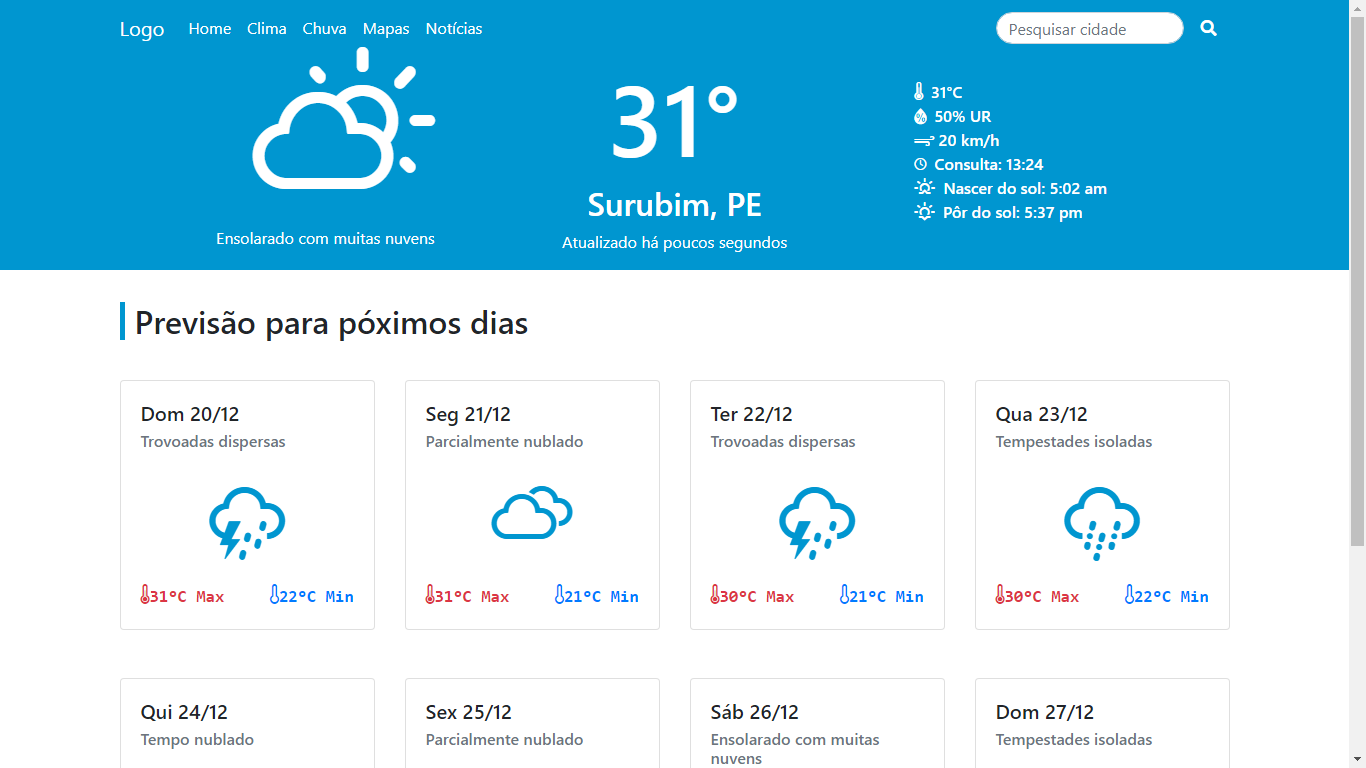 Logo Home Clima Chuva Mapas Notícias Pesquisar cidade
31°
Surubim, PE
Ensolarado com muitas nuvens
Atualizado há poucos segundos
31°C
50% UR
20 km/h
Consulta: 13:24
Nascer do sol: 5:02 am
Pôr do sol: 5:37 pm
Previsão para póximos dias
Dom 20/12
Trovoadas dispersas
31°C Max 22°C Min
Seg 21/12
Parcialmente nublado
31°C Max 21°C Min
Ter 22/12
Trovoadas dispersas
30°C Max 21°C Min
Qua 23/12
Tempestades isoladas
30°C Max 22°C Min
Qui 24/12
Tempo nublado
Sex 25/12
Parcialmente nublado
Sáb 26/12
Ensolarado com muitas
nuvens
Dom 27/12
Tempestades isoladas